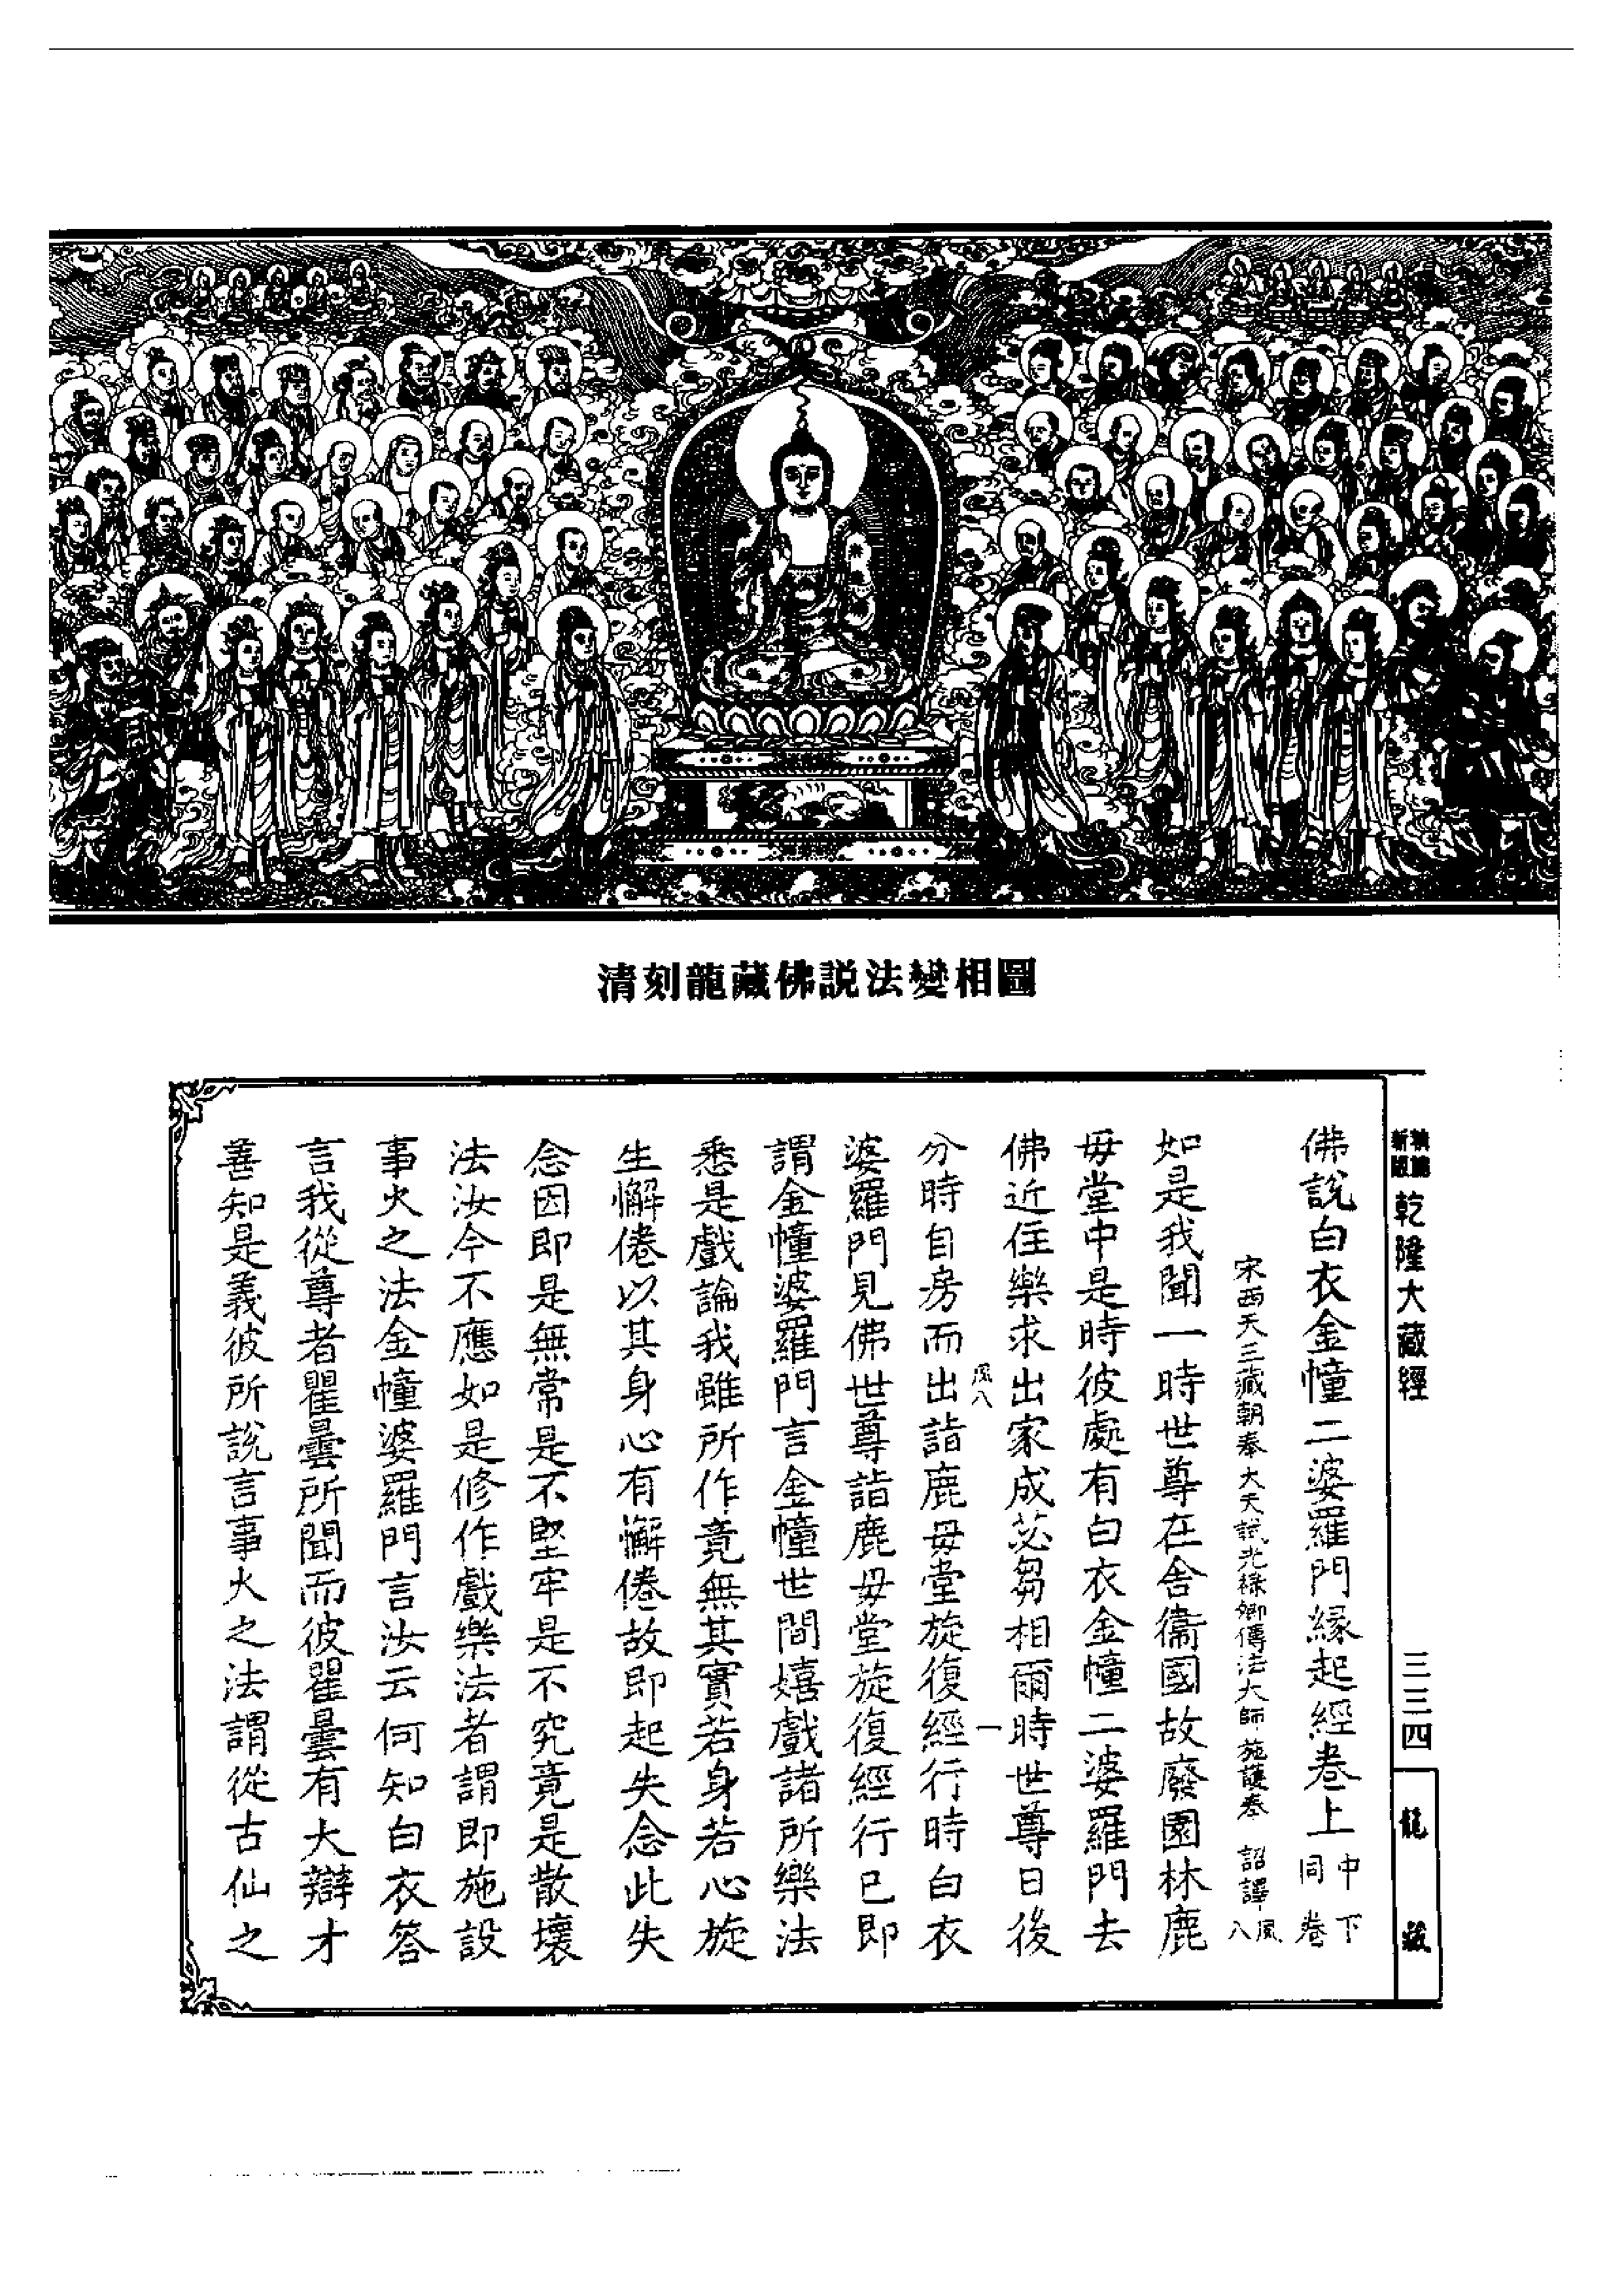 清刻龍藏佛説法變相圖
新版
乾隆大藏經
三三四
龍藏
佛說白衣金幢二婆羅門緣起經卷上 中下同卷
宋西天三藏朝奉大夫試光祿卿傳法大師施護奉 詔譯 風八
如是我聞一時世尊在舍衞國故廢園林鹿
母堂中是時彼處有白衣金幢二婆羅門去
佛近住樂求出家成苾芻相爾時世尊日後
風八 一
分時自房而出詣鹿母堂旋復經行時白衣
婆羅門見佛世尊詣鹿母堂旋復經行已即
謂金幢婆羅門言金幢世間嬉戲諸所樂法
悉是戲論我雖所作竟無其實若身若心旋
生懈倦以其身心有懈倦故即起失念此失
念因即是無常是不堅牢是不究竟是散壞
法汝今不應如是修作戲樂法者謂即施設
事火之法金幢婆羅門言汝云何知白衣答
言我從尊者瞿曇所聞而彼瞿曇有大辯才
善知是義彼所說言事火之法謂從古仙之